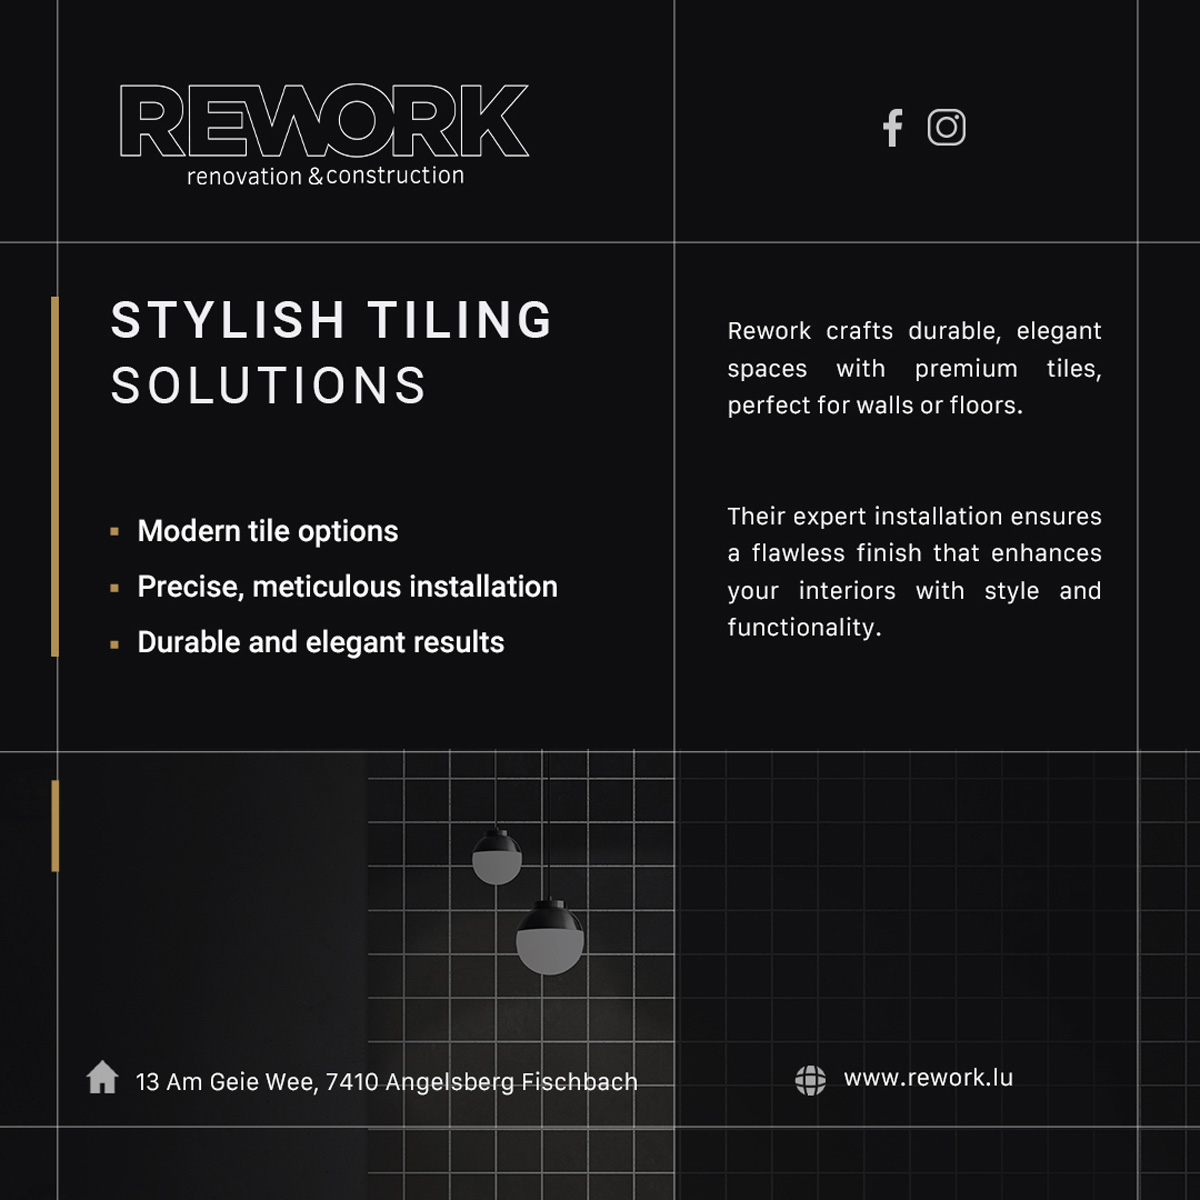 REWORK
renovation & construction
STYLISH TILING
SOLUTIONS
Modern tile options
Precise, meticulous installation
Durable and elegant results
Rework crafts durable, elegant
spaces with premium tiles,
perfect for walls or floors.
Their expert installation ensures
a flawless finish that enhances
your interiors with style and
functionality.
13 Am Geie Wee, 7410 Angelsberg Fischbach
www.rework.lu